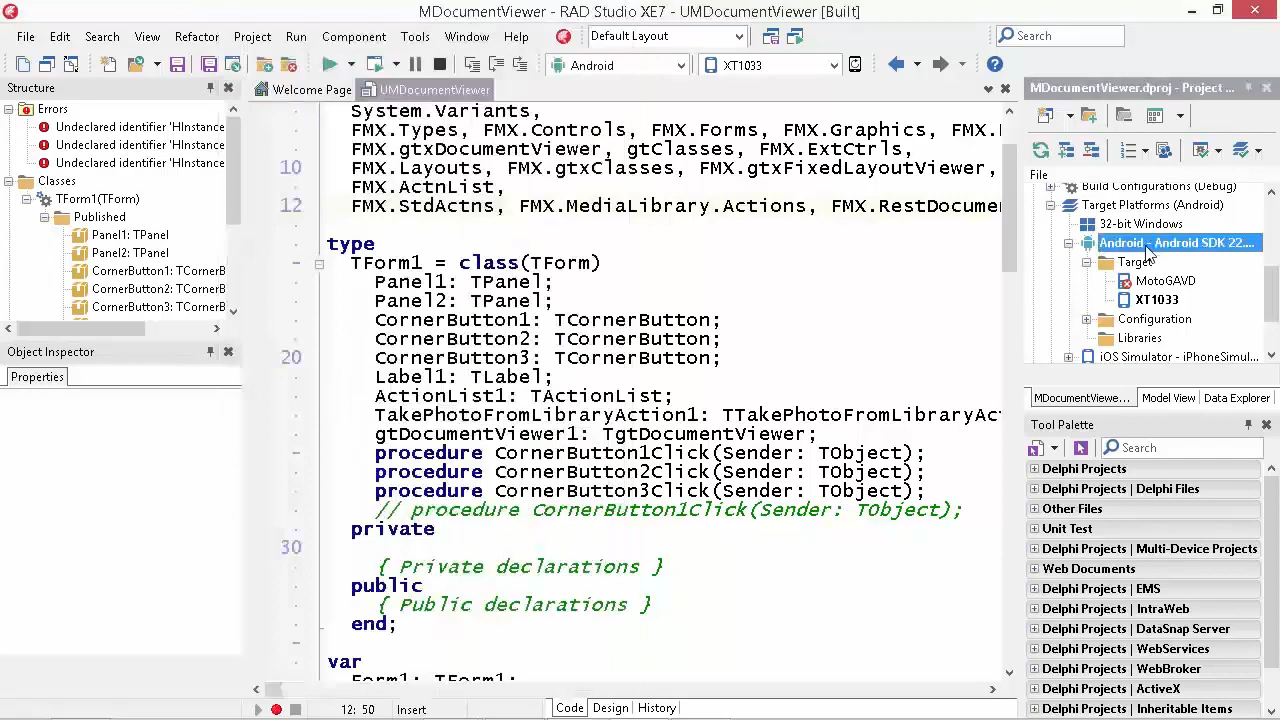 MDocumentViewer - RAD Studio XE7 - UMDocumentViewer [Built]
File Edit Search View Refactor Project Run Component Tools Window Help
Default Layout
Search
Android
XT1033
Structure
Welcome Page
UMDocumentViewer
MDocumentViewer.dproj - Project ...
Errors
Undeclared identifier 'HInstance
Undeclared identifier 'HInstance
Undeclared identifier 'HInstance
Classes
TForm1(TForm)
Published
Panel1: TPanel
Panel2: TPanel
CornerButton1: TCornerB
CornerButton2: TCornerB
CornerButton3: TCornerB
Object Inspector
Properties
System.Variants,
FMX.Types, FMX.Controls, FMX.Forms, FMX.Graphics, FMX.
FMX.gtxDocumentViewer, gtClasses, FMX.ExtCtrls,
10 FMX.Layouts, FMX.gtxClasses, FMX.gtxFixedLayoutViewer,
FMX.ActnList,
12 FMX.StdActns, FMX.MediaLibrary.Actions, FMX.RestDocumen
type
TForm1 = class(TForm)
Panel1: TPanel;
Panel2: TPanel;
CornerButton1: TCornerButton;
CornerButton2: TCornerButton;
20 CornerButton3: TCornerButton;
Label1: TLabel;
ActionList1: TActionList;
TakePhotoFromLibraryAction1: TTakePhotoFromLibraryAc
gtDocumentViewer1: TgtDocumentViewer;
procedure CornerButton1Click(Sender: TObject);
procedure CornerButton2Click(Sender: TObject);
procedure CornerButton3Click(Sender: TObject);
// procedure CornerButton1Click(Sender: TObject);
private
30
{ Private declarations }
public
{ Public declarations }
end;
var
Form1: TForm1;
12: 50
Insert
Code
Design
History
File
Build Configurations (Debug)
Target Platforms (Android)
32-bit Windows
Android - Android SDK 22....
Target
MotoGAVD
XT1033
Configuration
Libraries
iOS Simulator - iPhoneSimul...
MDocumentViewe...
Model View
Data Explorer
Tool Palette
Search
Delphi Projects
Delphi Projects | Delphi Files
Other Files
Unit Test
Delphi Projects | Multi-Device Projects
Web Documents
Delphi Projects | EMS
Delphi Projects | IntraWeb
Delphi Projects | DataSnap Server
Delphi Projects | WebServices
Delphi Projects | WebBroker
Delphi Projects | ActiveX
Delphi Projects | Inheritable Items